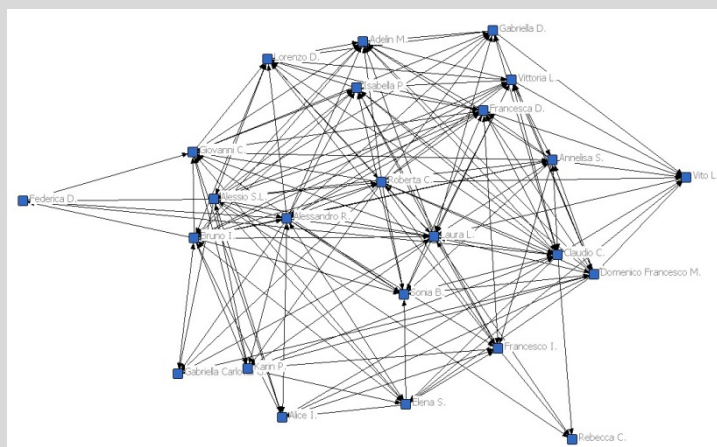 Gabriella D.
Adelin M.
Lorenzo D.
Vittoria L.
Isabella P.
Francesca D.
Giovanni C.
Annelisa S.
Vito L.
Roberta C.
Federica D.
Alessio S.L.
Alessandro R.
Bruno I.
Laura L.
Claudio C.
Domenico Francesco M.
Sonia B.
Francesco I.
Karin P.
Gabriella Carlo
Elena S.
Alice I.
Rebecca C.